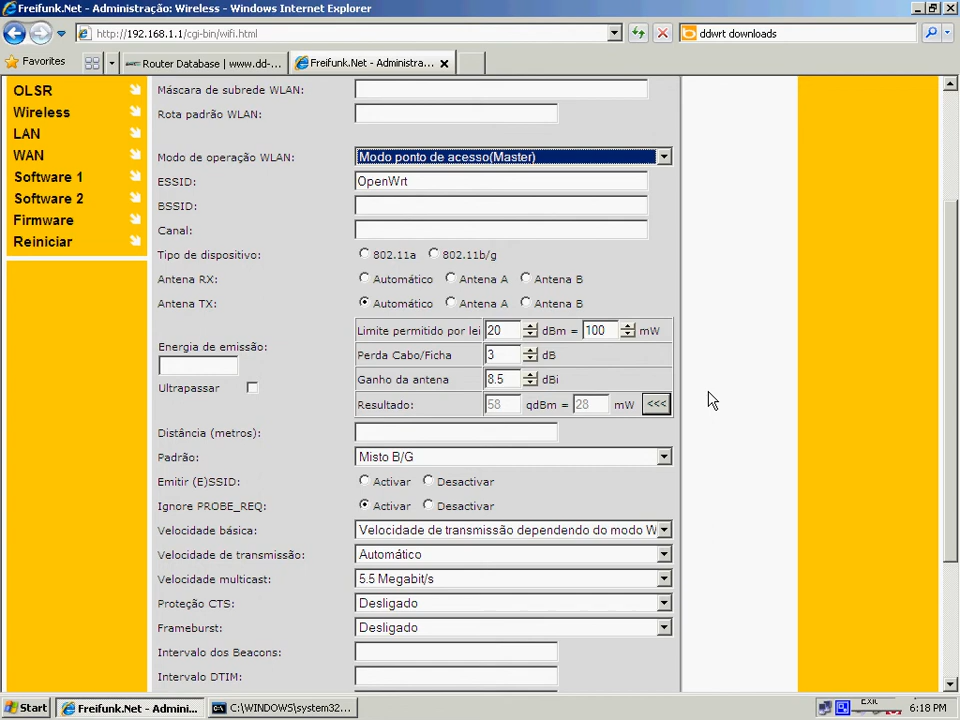 Freifunk.Net - Administração: Wireless - Windows Internet Explorer
http://192.168.1.1/cgi-bin/wifi.html
ddwrt downloads
Favorites
Router Database | www.dd-...
Freifunk.Net - Administra...
OLSR
Wireless
LAN
WAN
Software 1
Software 2
Firmware
Reiniciar
Máscara de subrede WLAN:
Rota padrão WLAN:
Modo de operação WLAN: Modo ponto de acesso(Master)
ESSID: OpenWrt
BSSID:
Canal:
Tipo de dispositivo: 802.11a 802.11b/g
Antena RX: Automático Antena A Antena B
Antena TX: Automático Antena A Antena B
Energia de emissão:
Ultrapassar
Limite permitido por lei 20 dBm = 100 mW
Perda Cabo/Ficha 3 dB
Ganho da antena 8.5 dBi
Resultado: 58 qdBm = 28 mW <<<
Distância (metros):
Padrão: Misto B/G
Emitir (E)SSID: Activar Desactivar
Ignore PROBE_REQ: Activar Desactivar
Velocidade básica: Velocidade de transmissão dependendo do modo W
Velocidade de transmissão: Automático
Velocidade multicast: 5.5 Megabit/s
Proteção CTS: Desligado
Frameburst: Desligado
Intervalo dos Beacons:
Intervalo DTIM:
Start
Freifunk.Net - Admini...
C:\WINDOWS\system32...
EXIT
6:18 PM